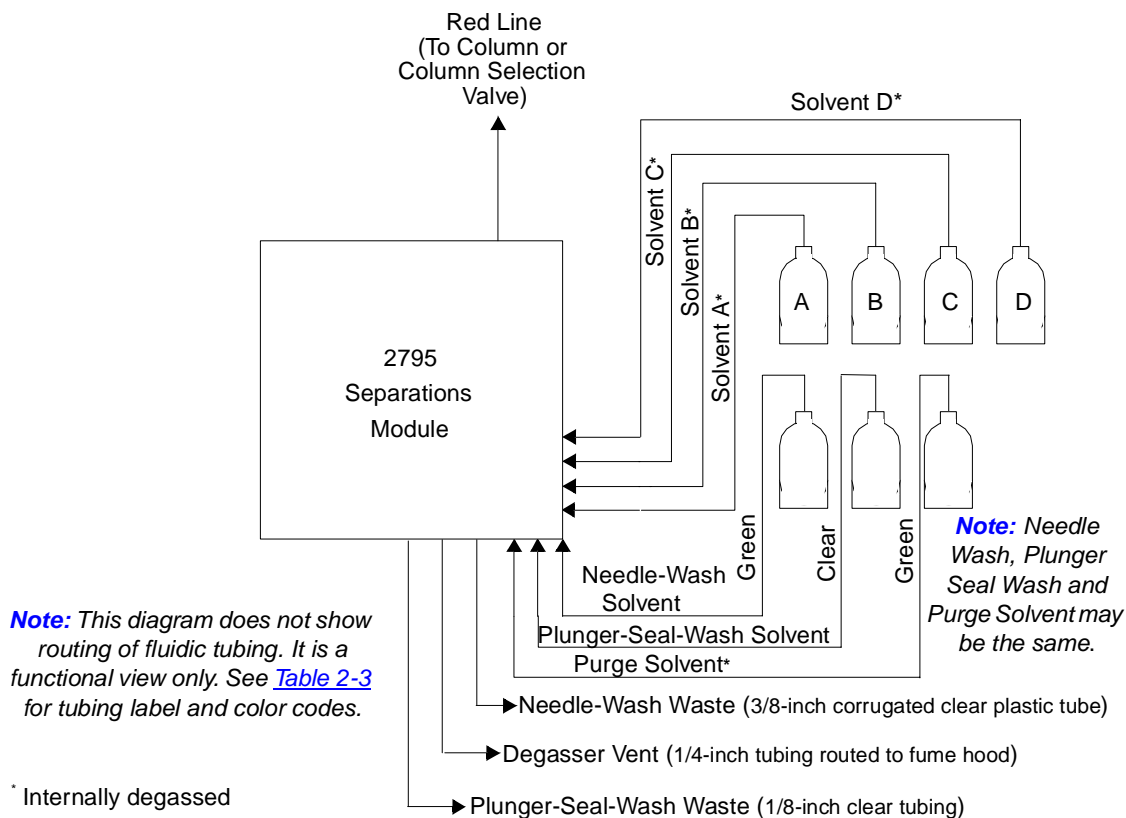 Red Line
(To Column or
Column Selection
Valve)
Solvent D*
Solvent C*
Solvent B*
Solvent A*
A
B
C
D
2795
Separations
Module
Green
Clear
Green
Note: Needle
Wash, Plunger
Seal Wash and
Purge Solvent may
be the same.
Needle-Wash
Solvent
Plunger-Seal-Wash Solvent
Purge Solvent*
Note: This diagram does not show
routing of fluidic tubing. It is a
functional view only. See Table 2-3
for tubing label and color codes.
Needle-Wash Waste (3/8-inch corrugated clear plastic tube)
Degasser Vent (1/4-inch tubing routed to fume hood)
* Internally degassed
Plunger-Seal-Wash Waste (1/8-inch clear tubing)